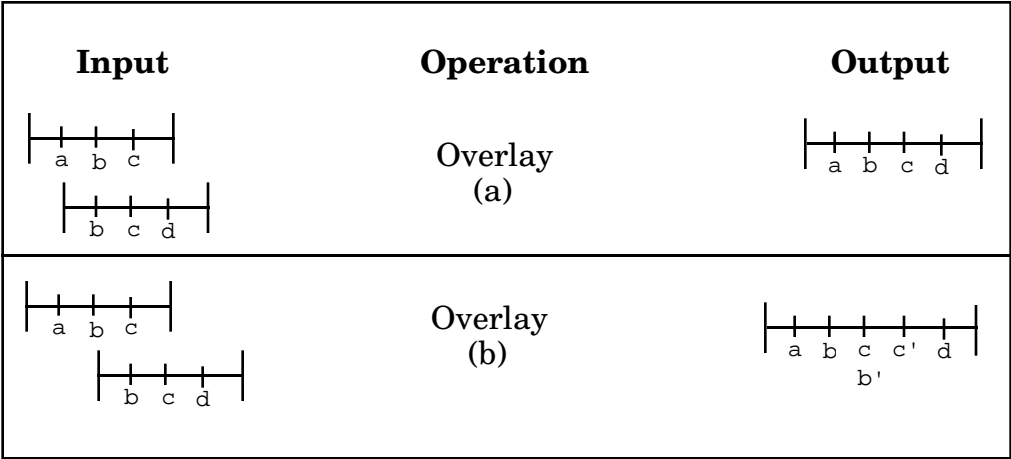 Input Operation Output
a b c
b c d
Overlay
(a)
a b c d
a b c
b c d
Overlay
(b)
a b c c' d
b'